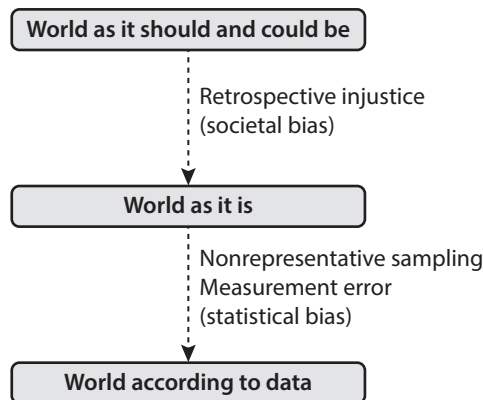 World as it should and could be
Retrospective injustice
(societal bias)
World as it is
Nonrepresentative sampling
Measurement error
(statistical bias)
World according to data